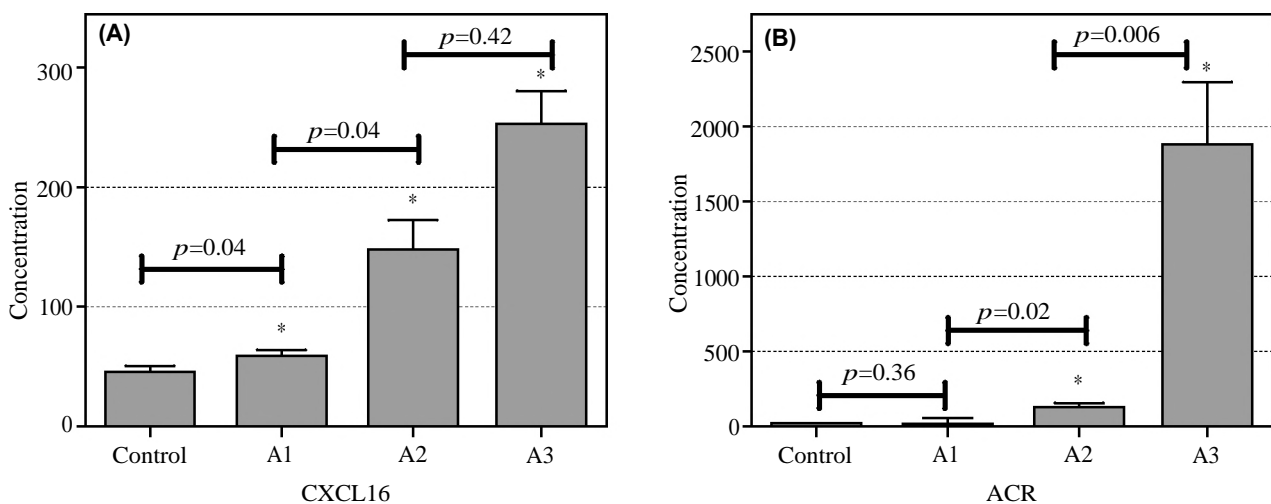 (A)
p=0.42
*
300
p=0.04
*
200
p=0.04
*
100
0
Concentration
Control A1 A2 A3
CXCL16
(B)
2500
p=0.006
*
2000
1500
1000
p=0.02
500
p=0.36
*
0
Concentration
Control A1 A2 A3
ACR